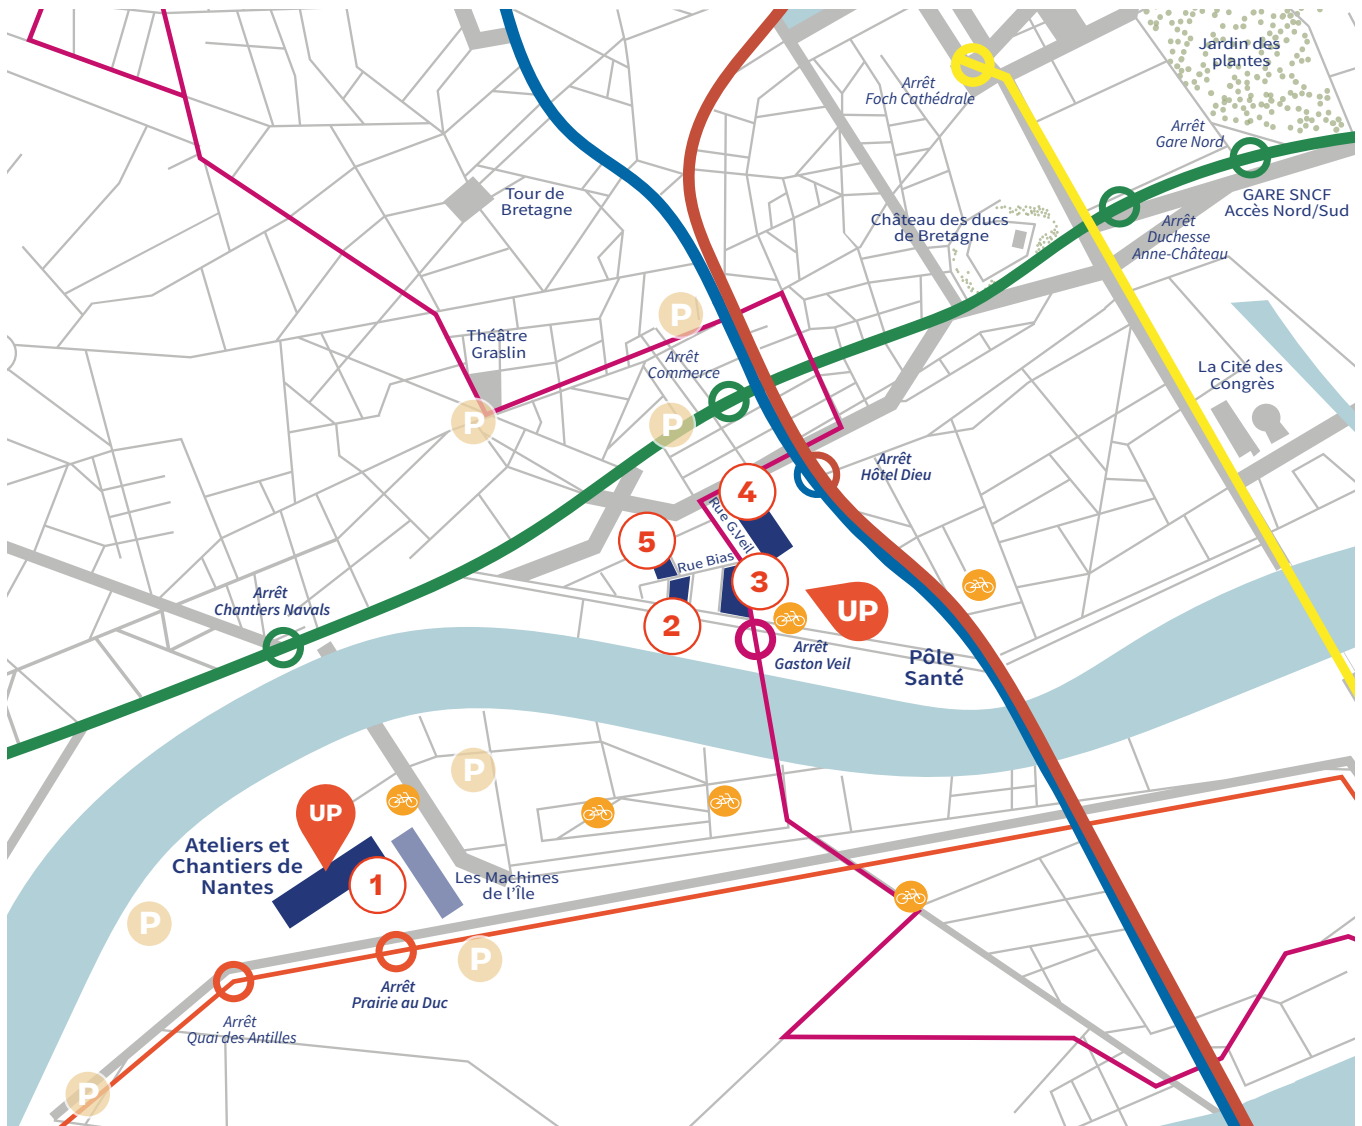 Jardin des
plantes
Arrêt
Foch Cathédrale
Arrêt
Gare Nord
GARE SNCF
Accès Nord/Sud
Tour de
Bretagne
Château des ducs
de Bretagne
Arrêt
Duchesse
Anne-Château
P
Théâtre
Graslin
Arrêt
Commerce
La Cité des
Congrès
P
P
Arrêt
Hôtel Dieu
4
Rue G.Veil
5
Rue Bias
3
UP
2
Arrêt
Chantiers Navals
Arrêt
Gaston Veil
Pôle
Santé
P
UP
Ateliers et
Chantiers de
Nantes
1
Les Machines
de l'Île
P
P
Arrêt
Prairie au Duc
Arrêt
Quai des Antilles
P